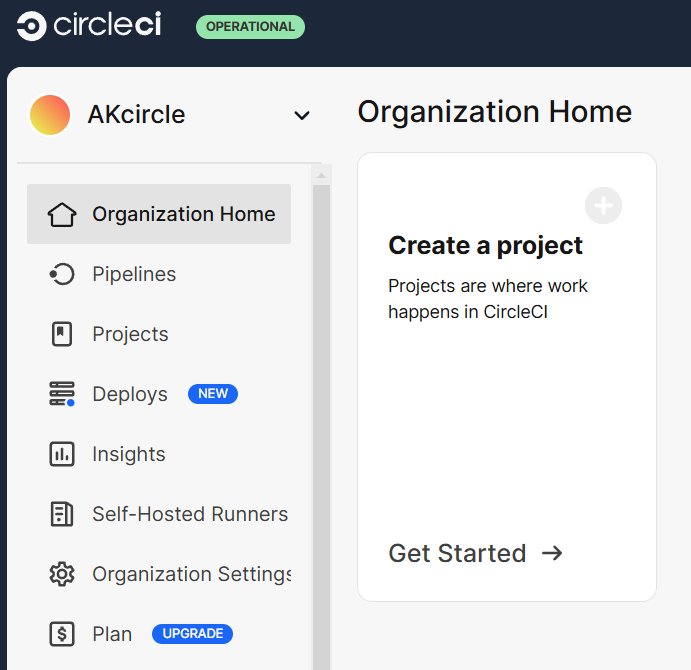 circleci
OPERATIONAL
AKcircle
Organization Home
Pipelines
Projects
Deploys NEW
Insights
Self-Hosted Runners
Organization Settings
Plan UPGRADE
Organization Home
Create a project
Projects are where work
happens in CircleCI
Get Started →